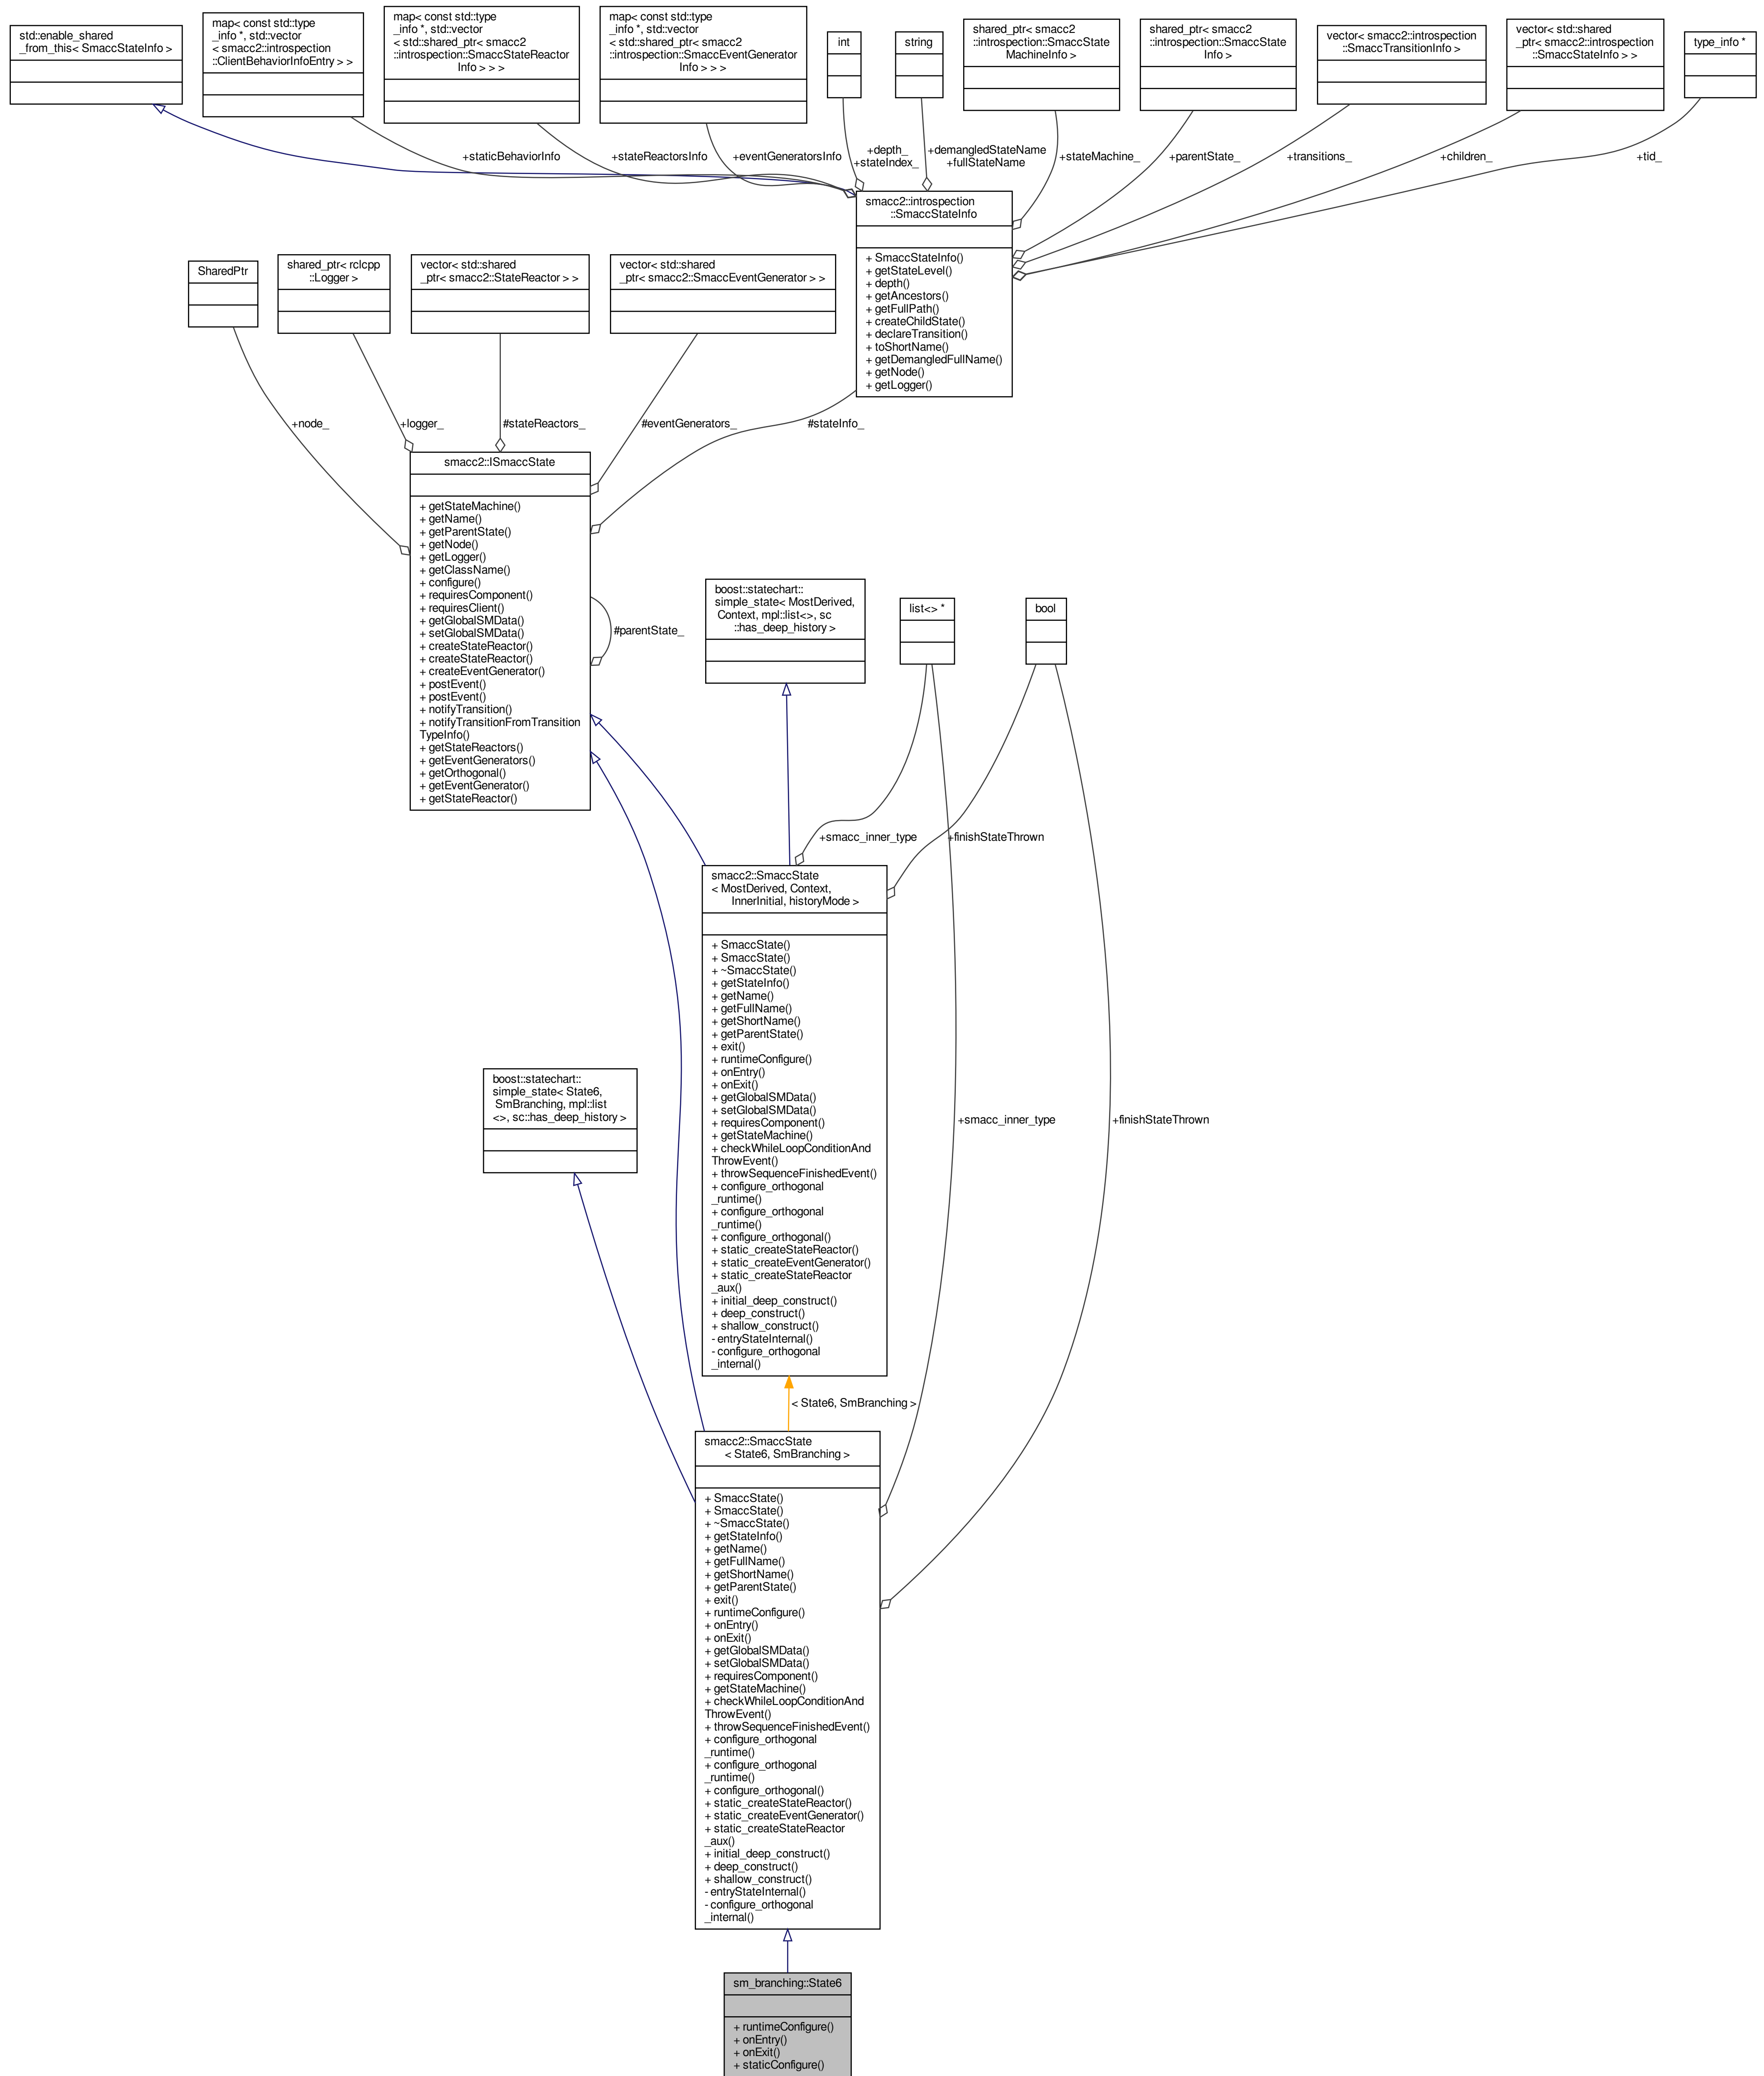 std::enable_shared
_from_this< SmaccStateInfo >
map< const std::type
_info *, std::vector
< smacc2::introspection
::ClientBehaviorInfoEntry > >
map< const std::type
_info *, std::vector
< std::shared_ptr< smacc2
::introspection::SmaccStateReactor
Info > > >
map< const std::type
_info *, std::vector
< std::shared_ptr< smacc2
::introspection::SmaccEventGenerator
Info > > >
int
string
shared_ptr< smacc2
::introspection::SmaccState
MachineInfo >
shared_ptr< smacc2
::introspection::SmaccState
Info >
vector< smacc2::introspection
::SmaccTransitionInfo >
vector< std::shared
_ptr< smacc2::introspection
::SmaccStateInfo > >
type_info *
+staticBehaviorInfo
+stateReactorsInfo
+eventGeneratorsInfo
+depth_
+stateIndex_
+demangledStateName
+fullStateName
+stateMachine_
+parentState_
+transitions_
+children_
+tid_
smacc2::introspection
::SmaccStateInfo
+ SmaccStateInfo()
+ getStateLevel()
+ depth()
+ getAncestors()
+ getFullPath()
+ createChildState()
+ declareTransition()
+ toShortName()
+ getDemangledFullName()
+ getNode()
+ getLogger()
SharedPtr
shared_ptr< rclcpp
::Logger >
vector< std::shared
_ptr< smacc2::StateReactor > >
vector< std::shared
_ptr< smacc2::SmaccEventGenerator > >
+node_
+logger_
#stateReactors_
#eventGenerators_
#stateInfo_
smacc2::ISmaccState
+ getStateMachine()
+ getName()
+ getParentState()
+ getNode()
+ getLogger()
+ getClassName()
+ configure()
+ requiresComponent()
+ requiresClient()
+ getGlobalSMData()
+ setGlobalSMData()
+ createStateReactor()
+ createStateReactor()
+ createEventGenerator()
+ postEvent()
+ postEvent()
+ notifyTransition()
+ notifyTransitionFromTransition
TypeInfo()
+ getStateReactors()
+ getEventGenerators()
+ getOrthogonal()
+ getEventGenerator()
+ getStateReactor()
#parentState_
boost::statechart::
simple_state< MostDerived,
Context, mpl::list<>, sc
::has_deep_history >
list<> *
bool
+smacc_inner_type
+finishStateThrown
smacc2::SmaccState
< MostDerived, Context,
InnerInitial, historyMode >
+ SmaccState()
+ SmaccState()
+ ~SmaccState()
+ getStateInfo()
+ getName()
+ getFullName()
+ getShortName()
+ getParentState()
+ exit()
+ runtimeConfigure()
+ onEntry()
+ onExit()
+ getGlobalSMData()
+ setGlobalSMData()
+ requiresComponent()
+ getStateMachine()
+ checkWhileLoopConditionAnd
ThrowEvent()
+ throwSequenceFinishedEvent()
+ configure_orthogonal
_runtime()
+ configure_orthogonal
_runtime()
+ configure_orthogonal()
+ static_createStateReactor()
+ static_createEventGenerator()
+ static_createStateReactor
_aux()
+ initial_deep_construct()
+ deep_construct()
+ shallow_construct()
- entryStateInternal()
- configure_orthogonal
_internal()
boost::statechart::
simple_state< State6,
SmBranching, mpl::list
<>, sc::has_deep_history >
+smacc_inner_type
+finishStateThrown
< State6, SmBranching >
smacc2::SmaccState
< State6, SmBranching >
+ SmaccState()
+ SmaccState()
+ ~SmaccState()
+ getStateInfo()
+ getName()
+ getFullName()
+ getShortName()
+ getParentState()
+ exit()
+ runtimeConfigure()
+ onEntry()
+ onExit()
+ getGlobalSMData()
+ setGlobalSMData()
+ requiresComponent()
+ getStateMachine()
+ checkWhileLoopConditionAnd
ThrowEvent()
+ throwSequenceFinishedEvent()
+ configure_orthogonal
_runtime()
+ configure_orthogonal
_runtime()
+ configure_orthogonal()
+ static_createStateReactor()
+ static_createEventGenerator()
+ static_createStateReactor
_aux()
+ initial_deep_construct()
+ deep_construct()
+ shallow_construct()
- entryStateInternal()
- configure_orthogonal
_internal()
sm_branching::State6
+ runtimeConfigure()
+ onEntry()
+ onExit()
+ staticConfigure()